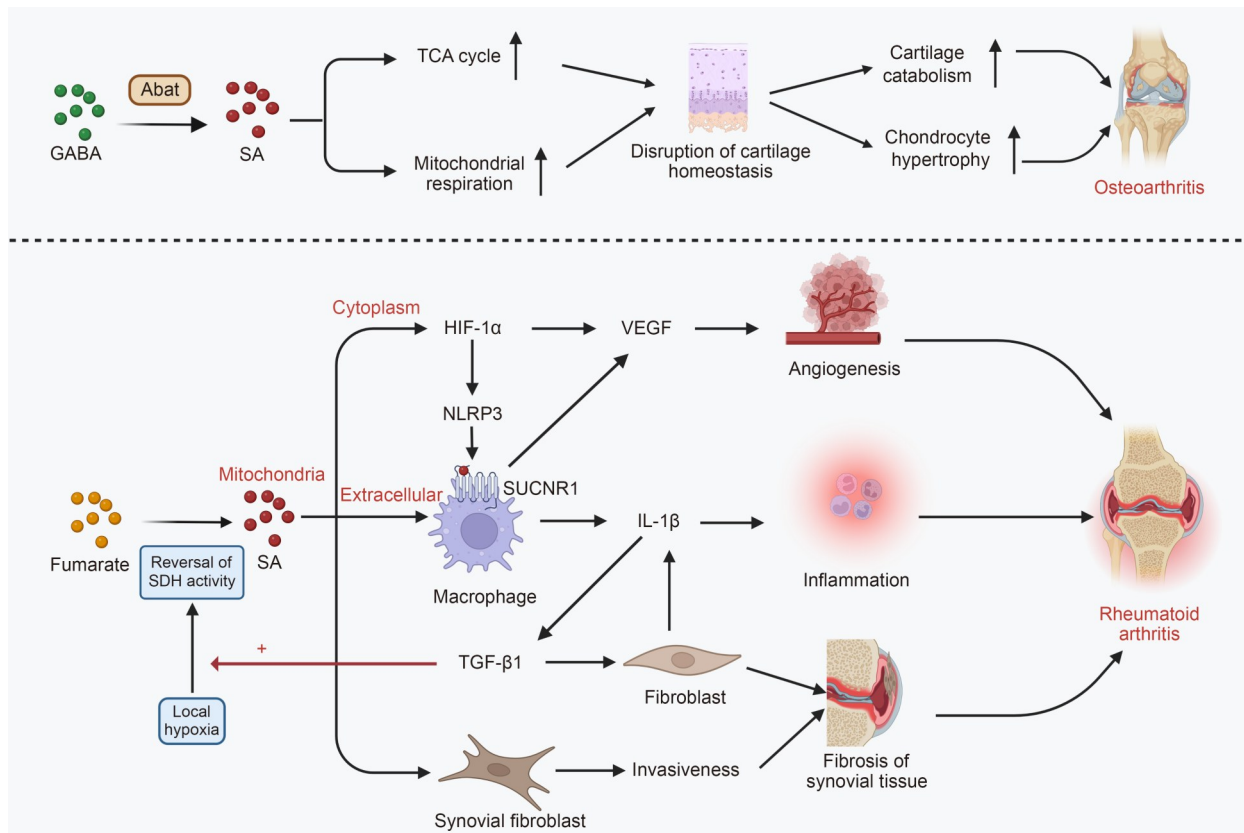 TCA cycle
Abat
GABA
SA
Mitochondrial
respiration
Disruption of cartilage
homeostasis
Cartilage
catabolism
Chondrocyte
hypertrophy
Osteoarthritis
Cytoplasm
HIF-1α
VEGF
Angiogenesis
NLRP3
Mitochondria
Extracellular
SUCNR1
Fumarate
SA
Reversal of
SDH activity
Macrophage
IL-1β
Inflammation
Rheumatoid
arthritis
+
TGF-β1
Fibroblast
Local
hypoxia
Synovial fibroblast
Invasiveness
Fibrosis of
synovial tissue